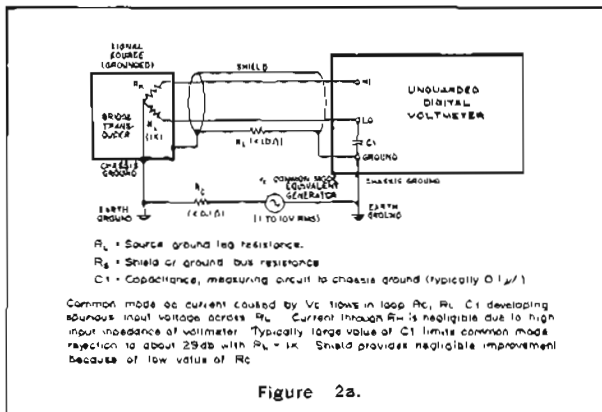 SIGNAL
SOURCE
(GROUNDED)
SHIELD
HI
UNGUARDED
DIGITAL
VOLTMETER
BRIDGE
TRANSDUCER
(1K)
LO
C1
GROUND
CHASSIS
GROUND
CHASSIS GROUND
COMMON MODE
EQUIVALENT
GENERATOR
RC
(<0.1Ω)
(1 TO 10V RMS)
EARTH
GROUND
EARTH
GROUND
RL = Source ground leg resistance.
RS = Shield or ground bus resistance
C1 = Capacitance, measuring circuit to chassis ground (typically 0.1μf)
Common mode ac current caused by VC flows in loop RC, RL C1 developing
spurious input voltage across RL Current through RH is negligible due to high
input impedance of voltmeter Typically large value of C1 limits common mode
rejection to about 29db with RL = 1K Shield provides negligible improvement
because of low value of RC
Figure 2a.